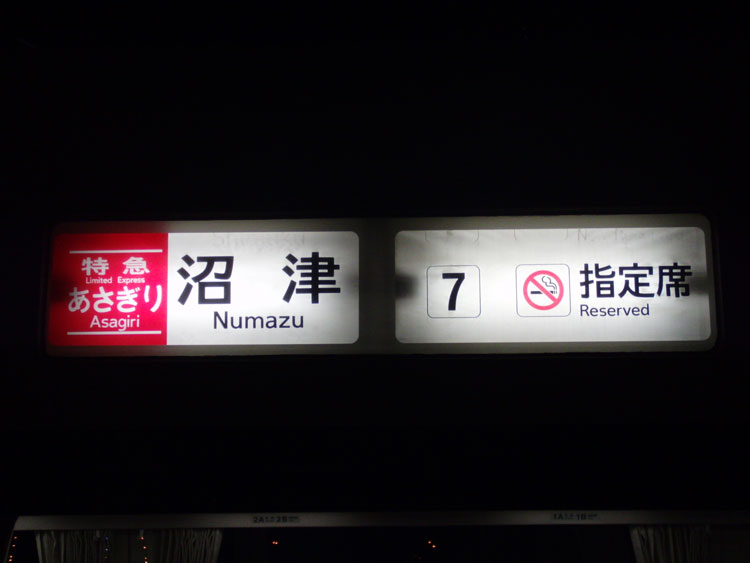 特急
Limited Express
あさぎり
Asagiri
沼津
Numazu
7
指定席
Reserved